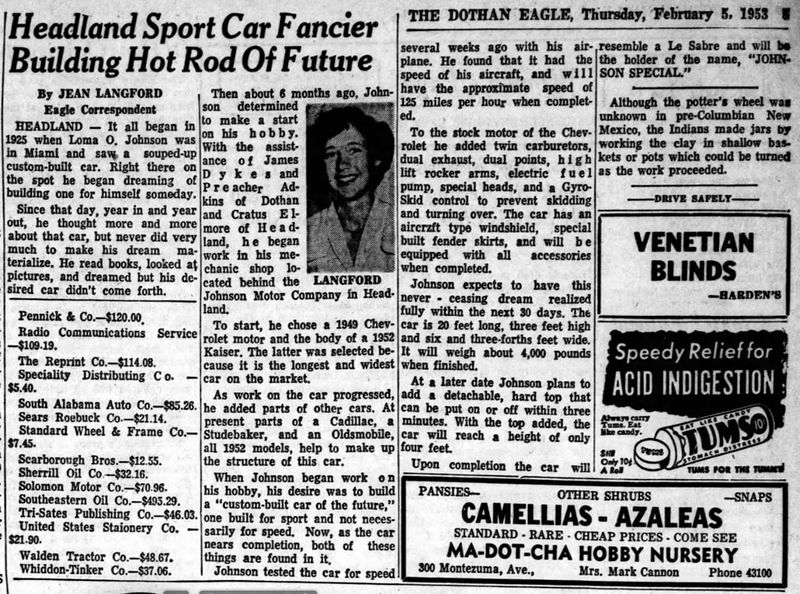 Headland Sport Car Fancier
Building Hot Rod Of Future
By JEAN LANGFORD
Eagle Correspondent
HEADLAND — It all began in
1925 when Loma O. Johnson was
in Miami and saw a souped-up
custom-built car. Right there on
the spot he began dreaming of
building one for himself someday.
Since that day, year in and year
out, he thought more and more
about that car, but never did very
much to make his dream ma-
terialize. He read books, looked at
pictures, and dreamed but his de-
sired car didn't come forth.
Pennick & Co.—$120.00.
Radio Communications Service
—$109.19.
The Reprint Co.—$114.08.
Speciality Distributing Co. —
$5.40.
South Alabama Auto Co.—$85.26.
Sears Roebuck Co.—$21.14.
Standard Wheel & Frame Co.—
$7.45.
Scarborough Bros.—$12.55.
Sherrill Oil Co.—$32.16.
Solomon Motor Co.—$70.96.
Southeastern Oil Co.—$495.29.
Tri-Sates Publishing Co.—$46.03.
United States Staionery Co. —
$21.90.
Walden Tractor Co.—$48.67.
Whiddon-Tinker Co.—$37.06.
Then about 6 months ago, John-
son determined
to make a start
on his hobby.
With the assist-
ance of James
Dykes and
Preacher Ad-
kins of Dothan
and Cratus El-
more of Head-
land, he began
work in his me-
chanic shop lo-
cated behind the
Johnson Motor Company in Head-
land.
LANGFORD
To start, he chose a 1949 Chev-
rolet motor and the body of a 1952
Kaiser. The latter was selected be-
cause it is the longest and widest
car on the market.
As work on the car progressed,
he added parts of other cars. At
present parts of a Cadillac, a
Studebaker, and an Oldsmobile,
all 1952 models, help to make up
the structure of this car.
When Johnson began work on
his hobby, his desire was to build
a "custom-built car of the future,"
one built for sport and not neces-
sarily for speed. Now, as the car
nears completion, both of these
things are found in it.
Johnson tested the car for speed
THE DOTHAN EAGLE, Thursday, February 5, 1953 5
several weeks ago with his air-
plane. He found that it had the
speed of his aircraft, and will
have the approximate speed of
125 miles per hour when complet-
ed.
To the stock motor of the Chev-
rolet he added twin carburetors,
dual exhaust, dual points, high
lift rocker arms, electric fuel
pump, special heads, and a Gyro-
Skid control to prevent skidding
and turning over. The car has an
aircrzft type windshield, special
built fender skirts, and will be
equipped with all accessories
when completed.
Johnson expects to have this
never - ceasing dream realized
fully within the next 30 days. The
car is 20 feet long, three feet high
and six and three-forths feet wide.
It will weigh about 4,000 pounds
when finished.
At a later date Johnson plans to
add a detachable, hard top that
can be put on or off within three
minutes. With the top added, the
car will reach a height of only
four feet.
Upon completion the car will
resemble a Le Sabre and will be
the holder of the name, "JOHN-
SON SPECIAL."
Although the potter's wheel was
unknown in pre-Columbian New
Mexico, the Indians made jars by
working the clay in shallow bas-
kets or pots which could be turned
as the work proceeded.
—DRIVE SAFELY—
VENETIAN
BLINDS
—HARDEN'S
Speedy Relief for
ACID INDIGESTION
Always carry
Tums. Eat
like candy.
EAT LIKE CANDY
TUMS 10
STOMACH DISTRESS
Still
Only 10¢
A Roll
TUMS FOR THE TUMMY
PANSIES— OTHER SHRUBS —SNAPS
CAMELLIAS - AZALEAS
STANDARD - RARE - CHEAP PRICES - COME SEE
MA-DOT-CHA HOBBY NURSERY
300 Montezuma, Ave., Mrs. Mark Cannon Phone 43100